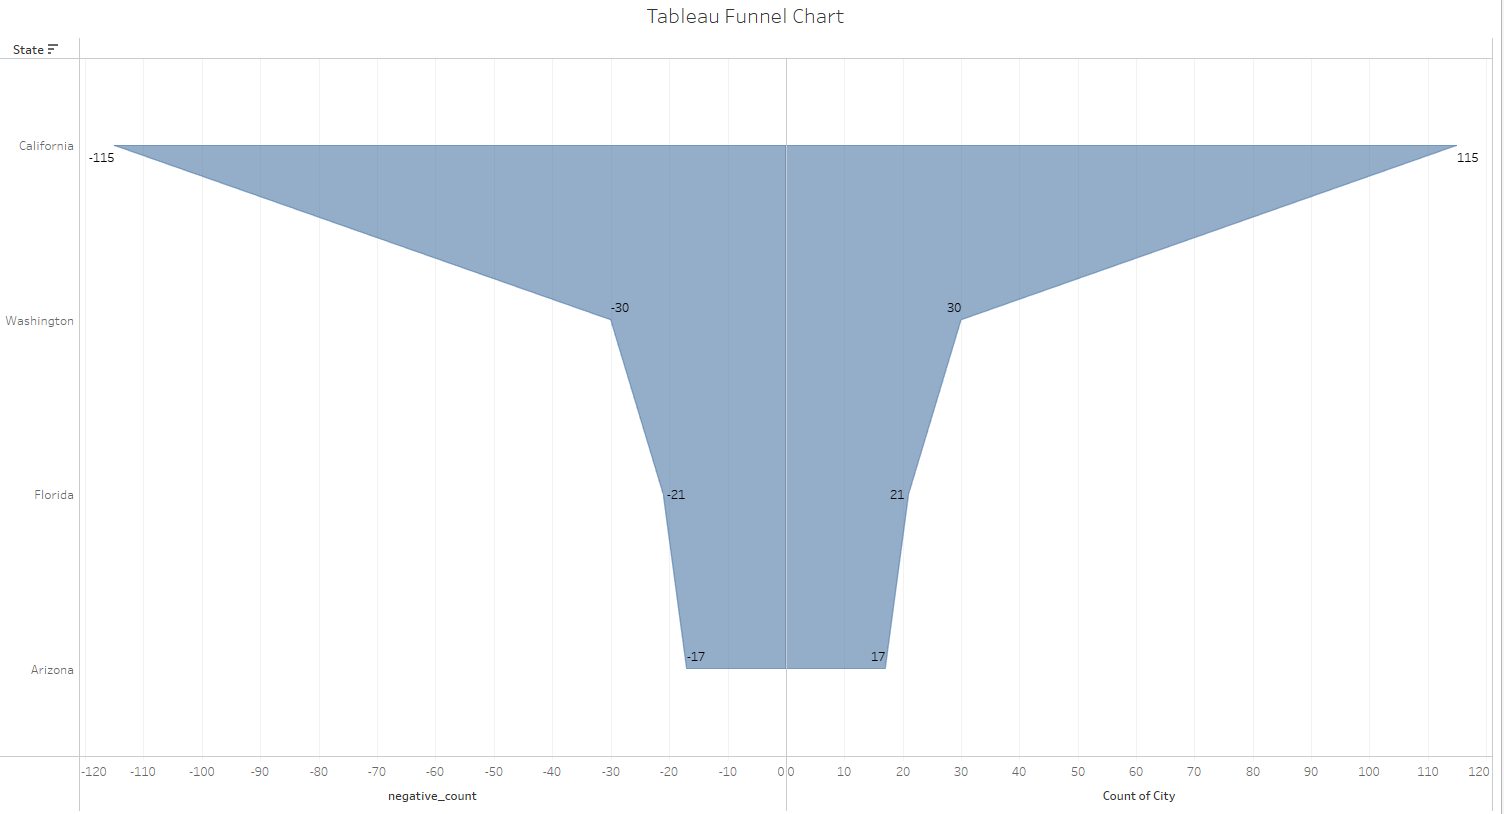 Tableau Funnel Chart
State
California
-115
115
-30
30
Washington
Florida
-21
21
-17
17
Arizona
-120 -110 -100 -90 -80 -70 -60 -50 -40 -30 -20 -10 0 0 10 20 30 40 50 60 70 80 90 100 110 120
negative_count Count of City